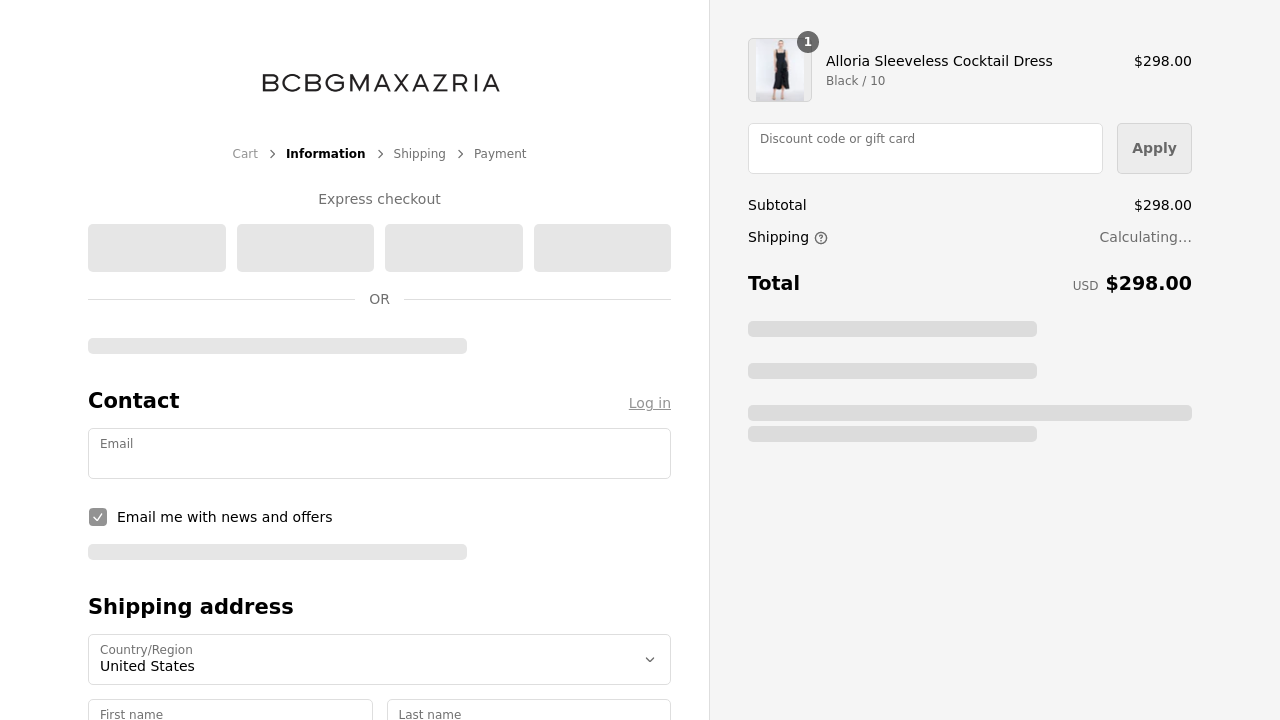 BCBGMAXAZRIA
Cart > Information > Shipping > Payment
Express checkout
OR
Contact
Log in
Email
Email me with news and offers
Shipping address
Country/Region
United States
First name
Last name
1
Alloria Sleeveless Cocktail Dress
$298.00
Black / 10
Discount code or gift card
Apply
Subtotal
$298.00
Shipping
Calculating…
Total
USD $298.00